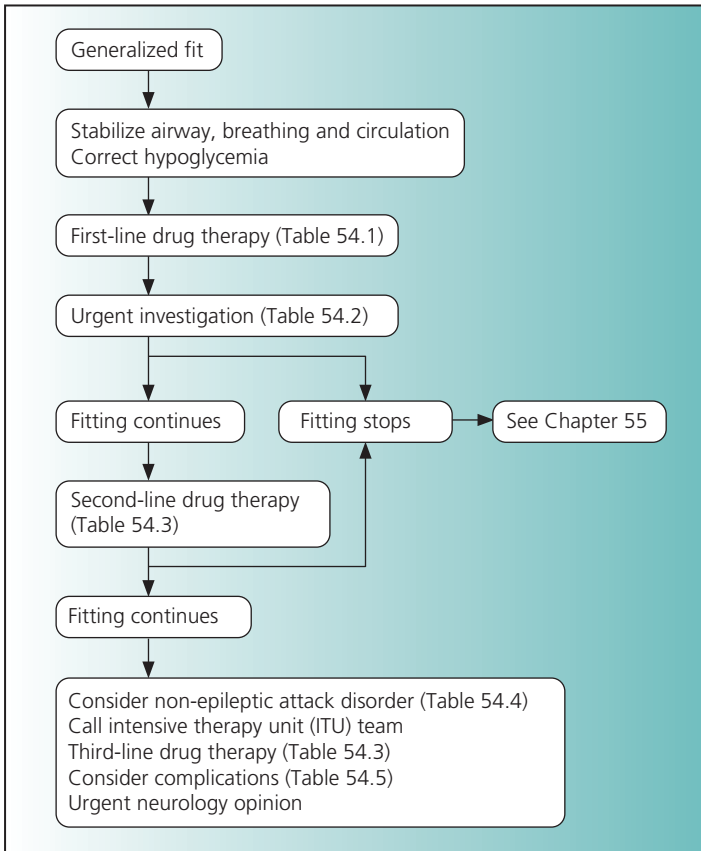 Generalized fit
Stabilize airway, breathing and circulation
Correct hypoglycemia
First-line drug therapy (Table 54.1)
Urgent investigation (Table 54.2)
Fitting continues
Fitting stops
See Chapter 55
Second-line drug therapy
(Table 54.3)
Fitting continues
Consider non-epileptic attack disorder (Table 54.4)
Call intensive therapy unit (ITU) team
Third-line drug therapy (Table 54.3)
Consider complications (Table 54.5)
Urgent neurology opinion